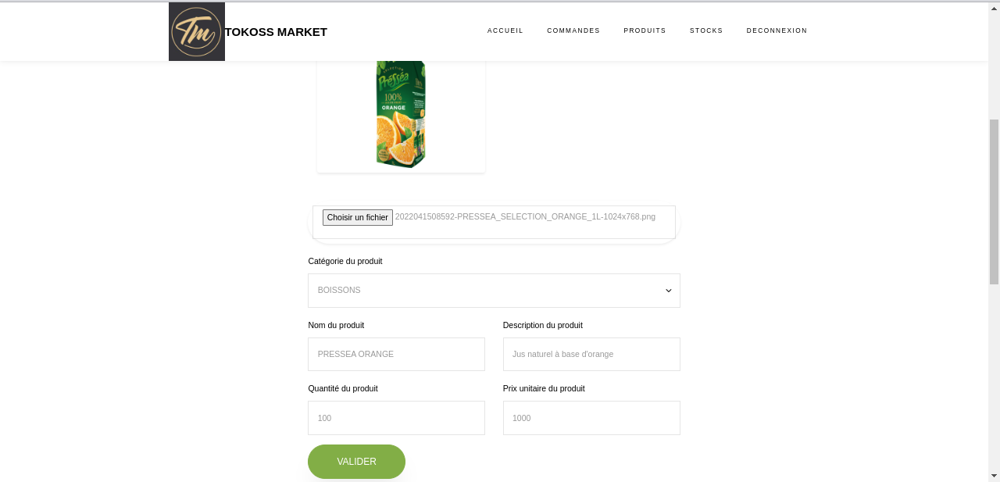 Tm
TOKOSS MARKET
ACCUEIL
COMMANDES
PRODUITS
STOCKS
DECONNEXION
Presséa
100%
ORANGE
Choisir un fichier 2022041508592-PRESSEA_SELECTION_ORANGE_1L-1024x768.png
Catégorie du produit
BOISSONS
Nom du produit
Description du produit
PRESSEA ORANGE
Jus naturel à base d'orange
Quantité du produit
Prix unitaire du produit
100
1000
VALIDER